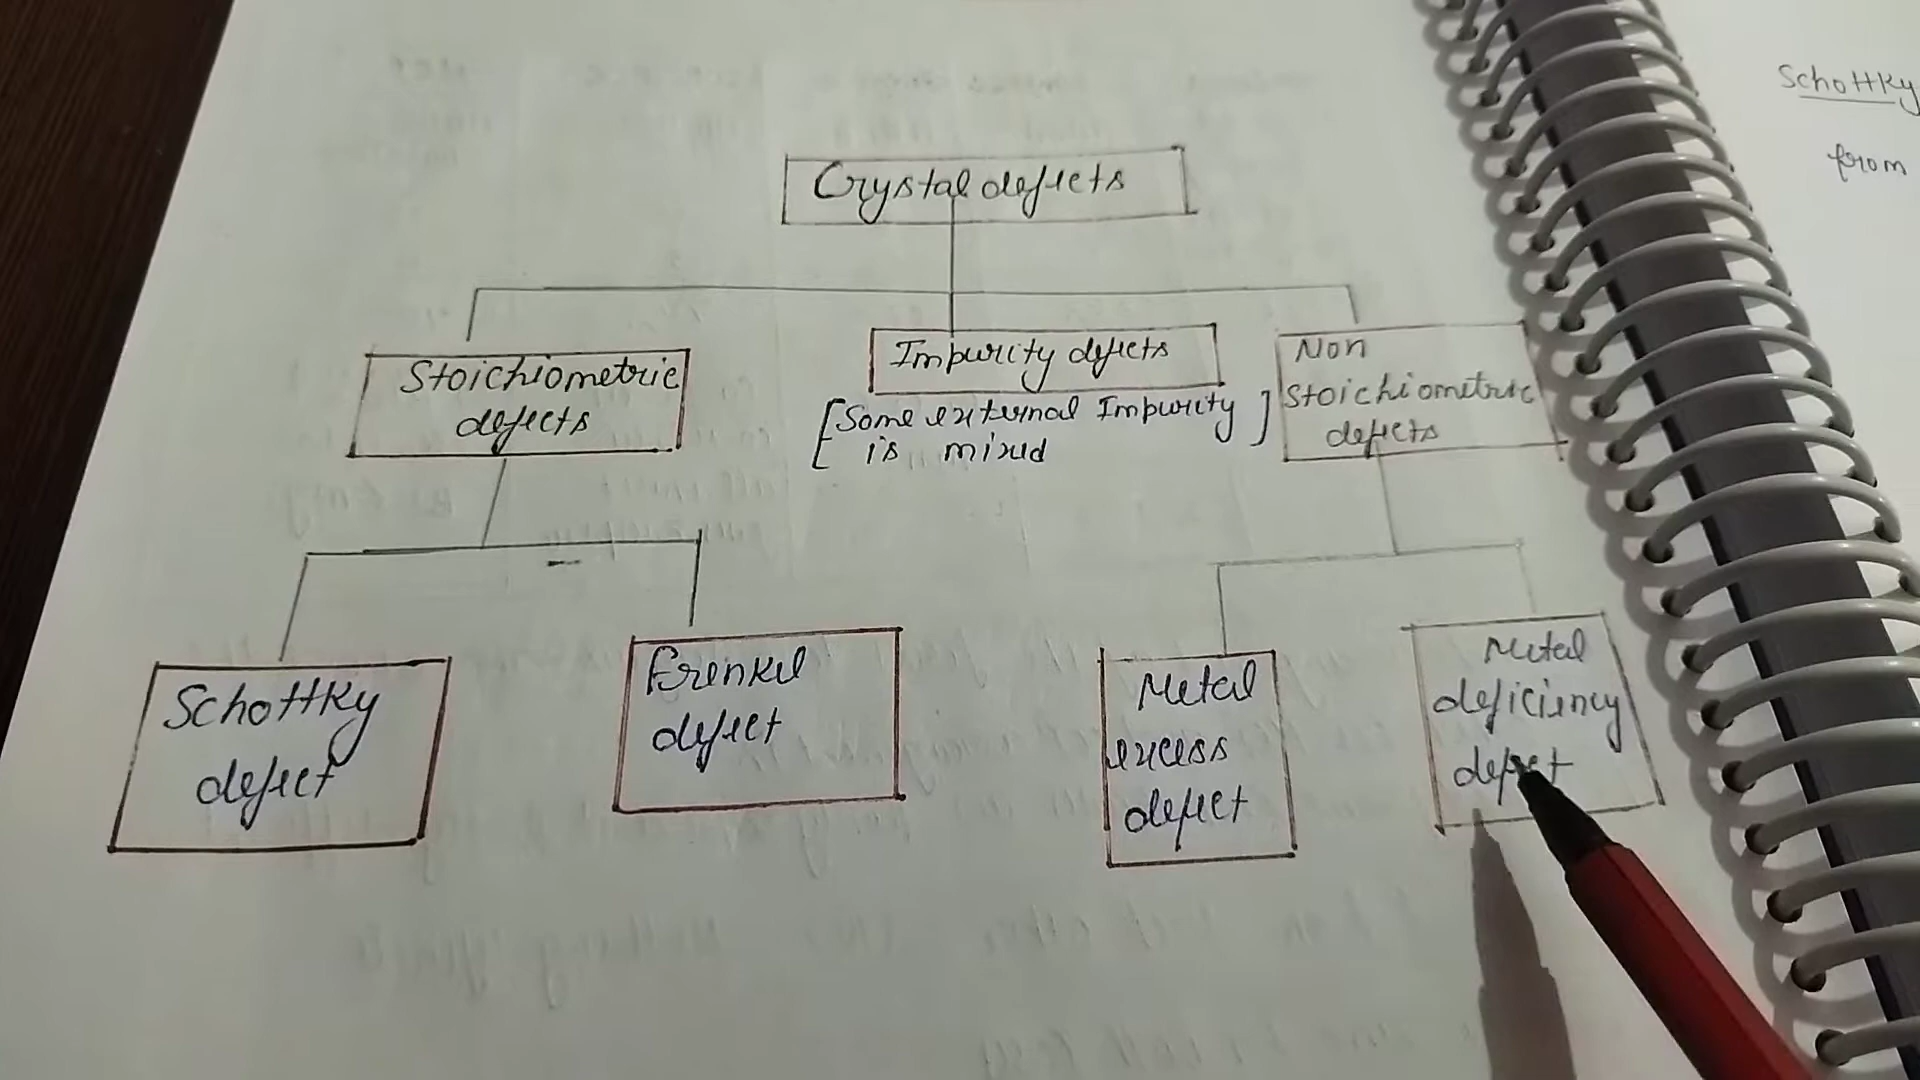 Crystal defects
Stoichiometric
defects
Impurity defects
[Some external Impurity
is mixed]
Non
Stoichiometric
defects
Schottky
defect
Frenkel
defect
Metal
excess
defect
Metal
deficiency
defect
Schottky
from